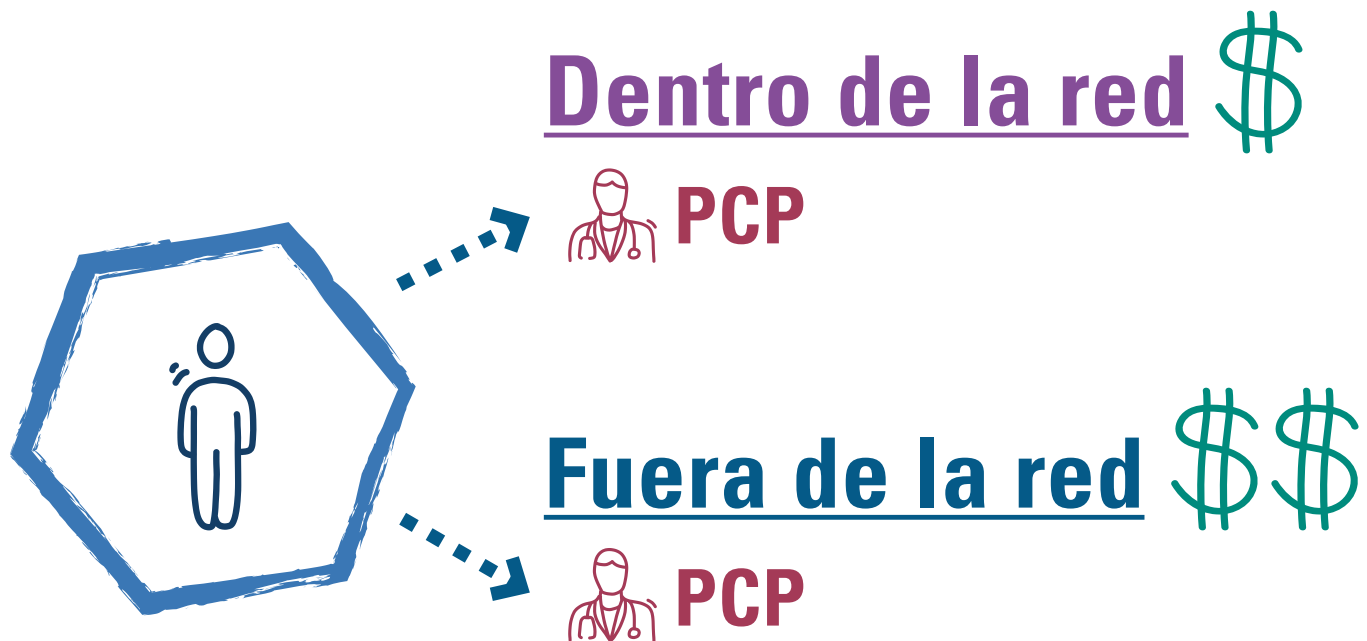 Dentro de la red $
PCP
Fuera de la red $$
PCP